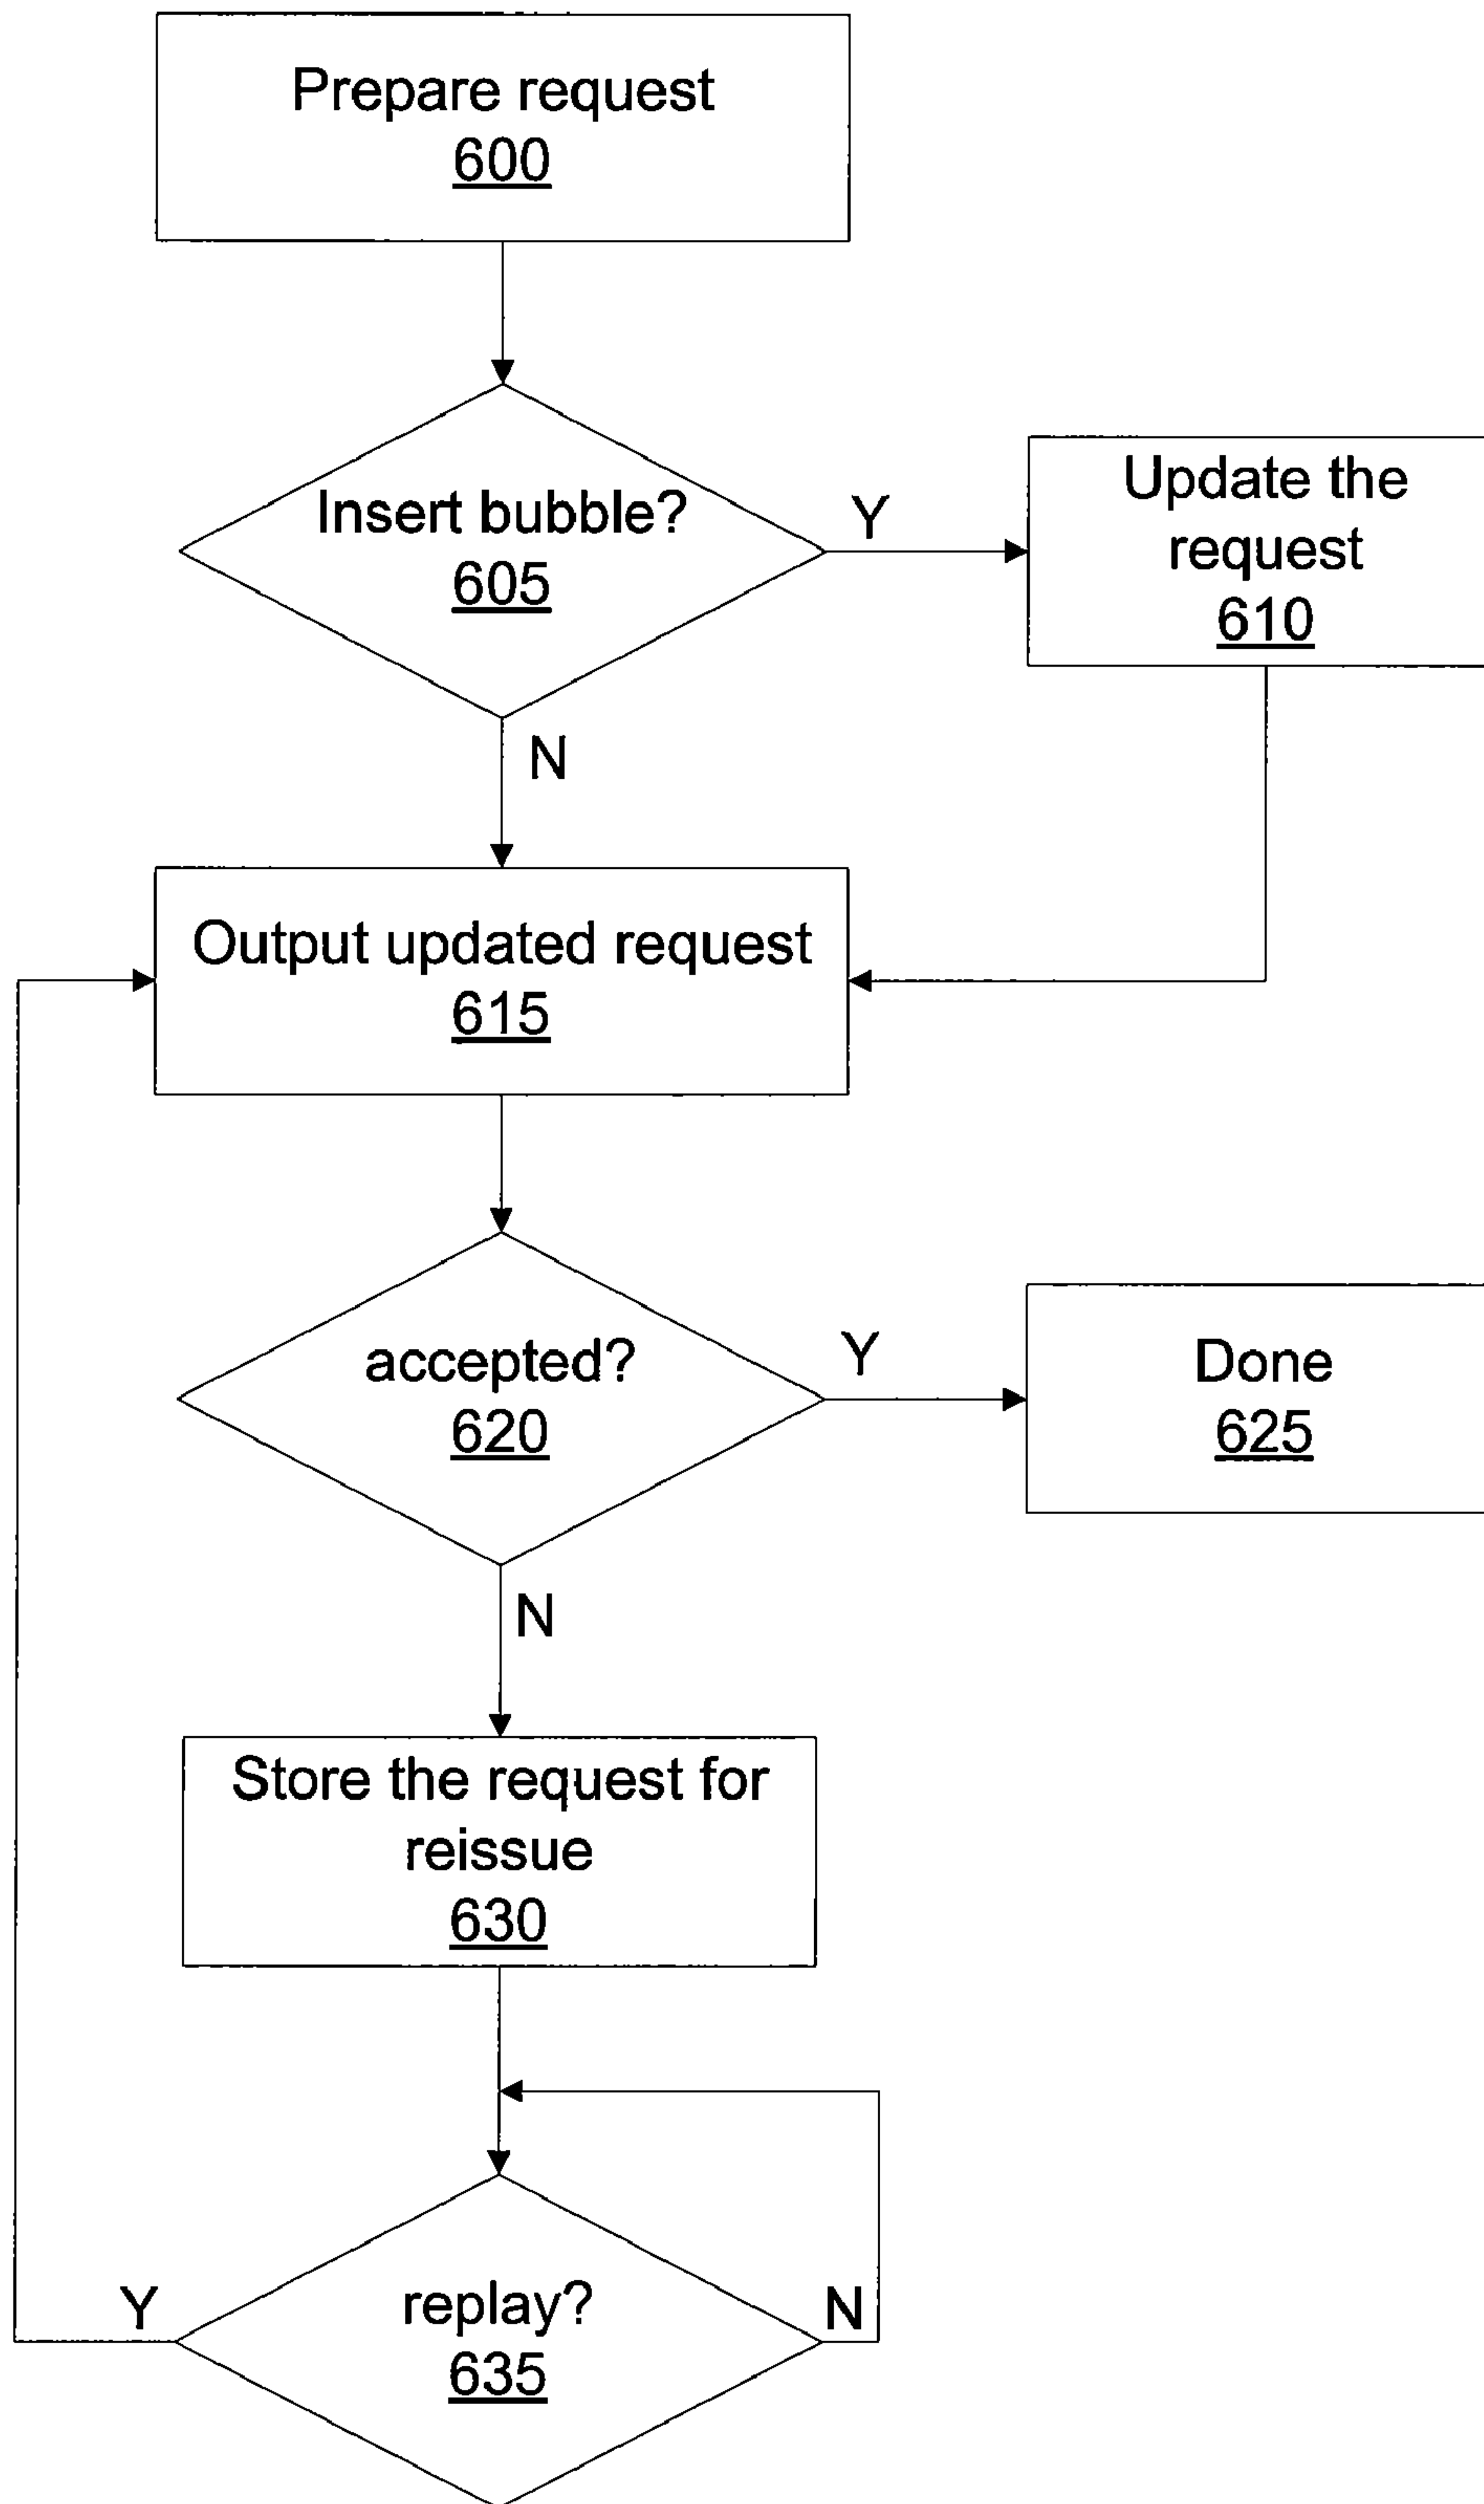 Prepare request
600
Insert bubble?
605
Y
Update the
request
610
N
Output updated request
615
accepted?
620
Y
Done
625
N
Store the request for
reissue
630
Y
replay?
635
N